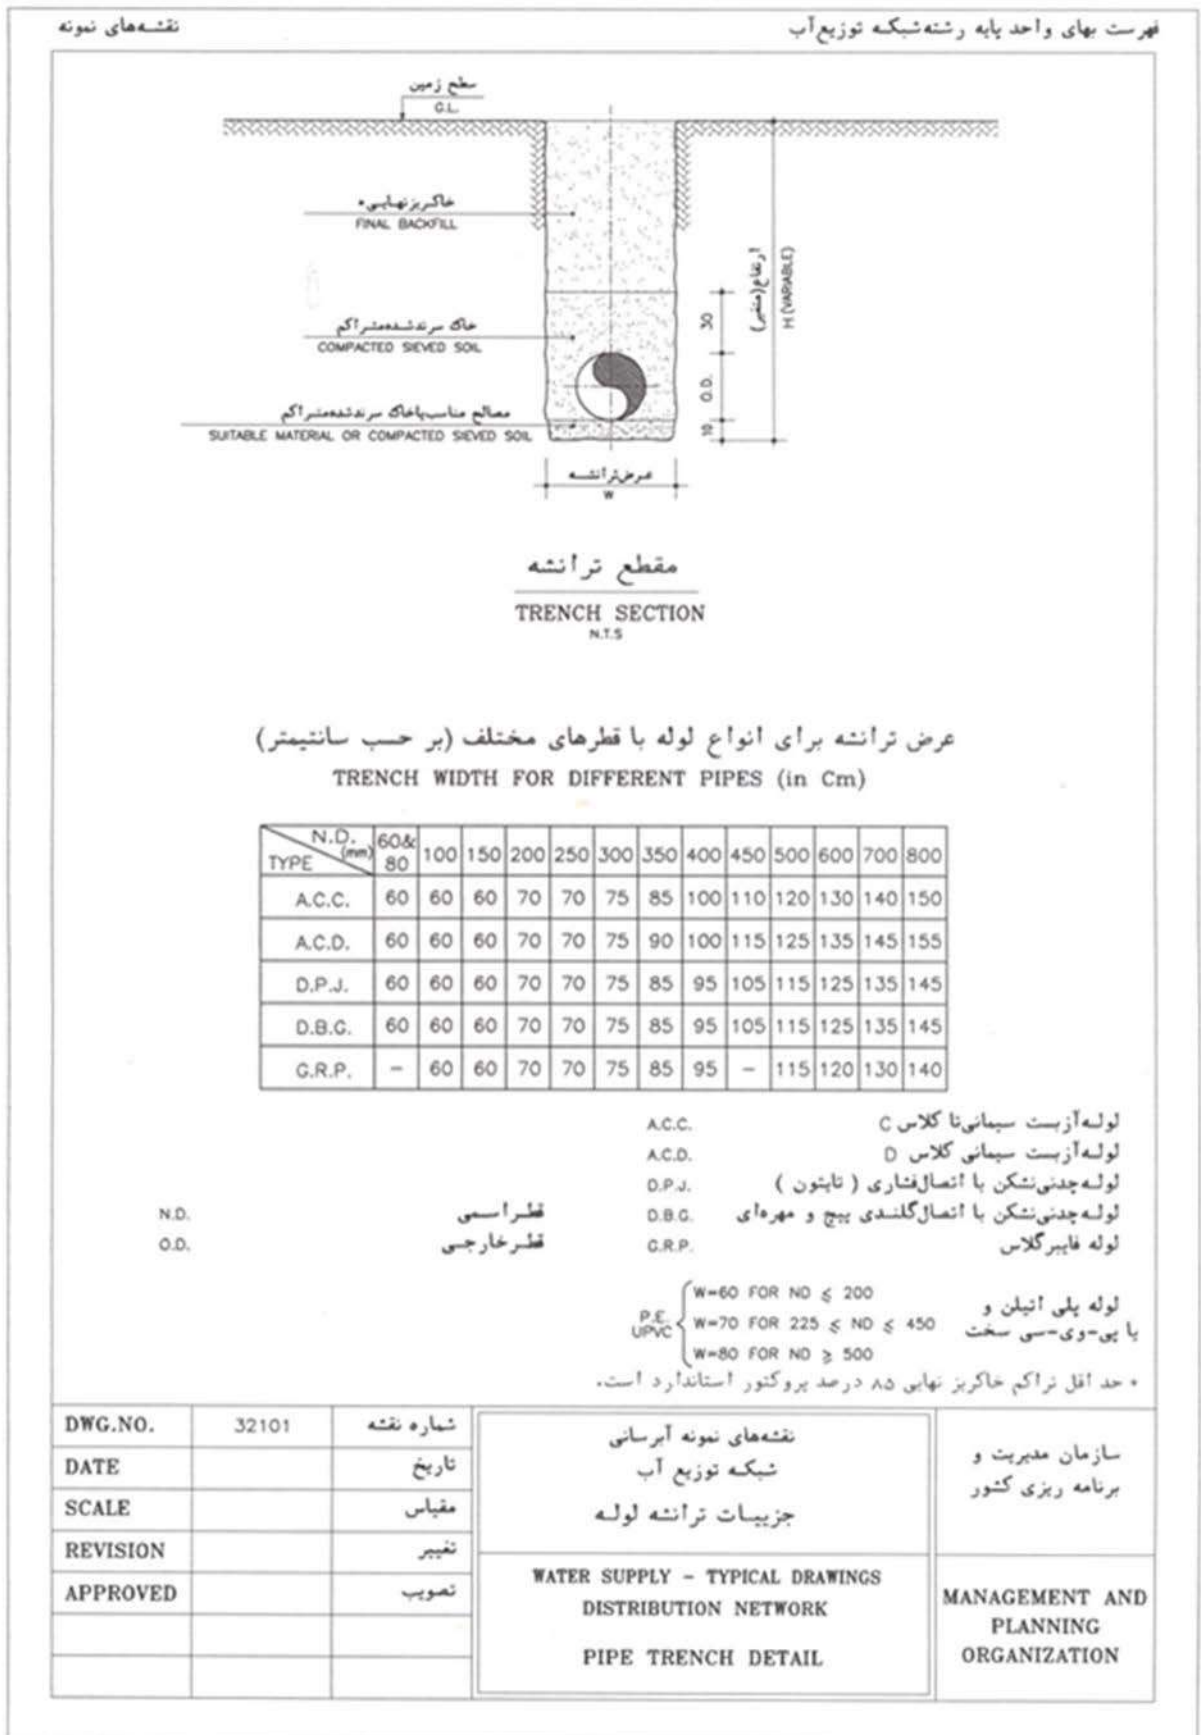 فهرست بهای واحد پایه رشته شبکه توزیع آب
نقشه‌های نمونه
سطح زمین
G.L.
خاکریز نهایی*
FINAL BACKFILL
خاک سرند شده متراکم
COMPACTED SIEVED SOIL
مصالح مناسب یا خاک سرند شده متراکم
SUITABLE MATERIAL OR COMPACTED SIEVED SOIL
30
O.D.
10
ارتفاع (متغیر)
H (VARIABLE)
عرض ترانشه
W
مقطع ترانشه
TRENCH SECTION
N.T.S
عرض ترانشه برای انواع لوله با قطرهای مختلف (بر حسب سانتیمتر)
TRENCH WIDTH FOR DIFFERENT PIPES (in Cm)
TYPE N.D. (mm) 60& 80 100 150 200 250 300 350 400 450 500 600 700 800
A.C.C. 60 60 60 70 70 75 85 100 110 120 130 140 150
A.C.D. 60 60 60 70 70 75 90 100 115 125 135 145 155
D.P.J. 60 60 60 70 70 75 85 95 105 115 125 135 145
D.B.G. 60 60 60 70 70 75 85 95 105 115 125 135 145
G.R.P. - 60 60 70 70 75 85 95 - 115 120 130 140
لوله آزبست سیمانی تا کلاس C A.C.C.
لوله آزبست سیمانی کلاس D A.C.D.
لوله چدنی نشکن با اتصال فشاری ( تایتون ) D.P.J.
لوله چدنی نشکن با اتصال گلندی پیچ و مهره‌ای D.B.G. قطر اسمی N.D.
لوله فایبرگلاس G.R.P. قطر خارجی O.D.
لوله پلی اتیلن و
یا پی-وی-سی سخت
P.E.
UPVC
W=60 FOR ND ⩽ 200
W=70 FOR 225 ⩽ ND ⩽ 450
W=80 FOR ND ⩾ 500
* حد اقل تراکم خاکریز نهایی ۸۵ درصد پروکتور استاندارد است.
سازمان مدیریت و
برنامه ریزی کشور
MANAGEMENT AND
PLANNING
ORGANIZATION
نقشه‌های نمونه آبرسانی
شبکه توزیع آب
جزییات ترانشه لوله
WATER SUPPLY - TYPICAL DRAWINGS
DISTRIBUTION NETWORK
PIPE TRENCH DETAIL
DWG.NO. 32101 شماره نقشه
DATE تاریخ
SCALE مقیاس
REVISION تغییر
APPROVED تصویب